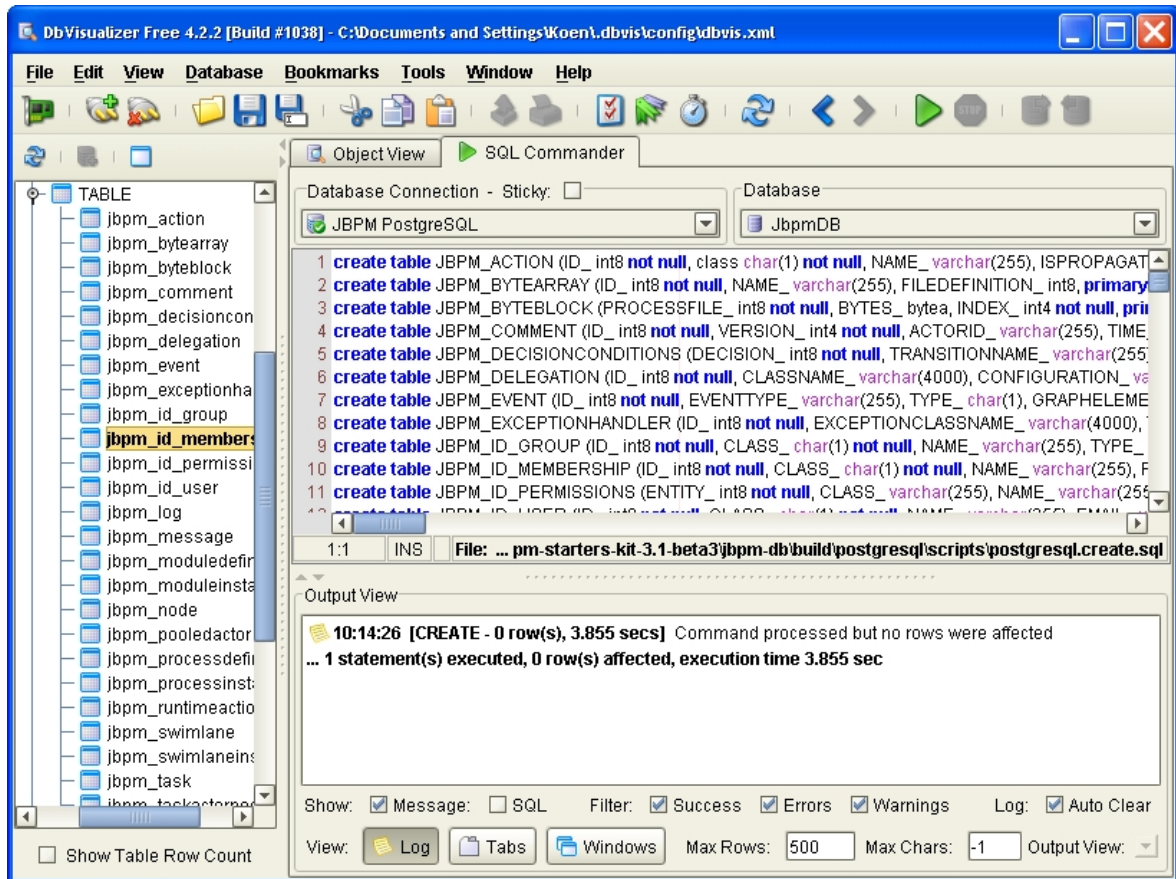 DbVisualizer Free 4.2.2 [Build #1038] - C:\Documents and Settings\Koen\.dbvis\config\dbvis.xml
File Edit View Database Bookmarks Tools Window Help
STOP
Object View SQL Commander
TABLE
jbpm_action
jbpm_bytearray
jbpm_byteblock
jbpm_comment
jbpm_decisioncon
jbpm_delegation
jbpm_event
jbpm_exceptionha
jbpm_id_group
jbpm_id_members
jbpm_id_permissi
jbpm_id_user
jbpm_log
jbpm_message
jbpm_moduledefin
jbpm_moduleinsta
jbpm_node
jbpm_pooledactor
jbpm_processdefi
jbpm_processinsta
jbpm_runtimeactio
jbpm_swimlane
jbpm_swimlaneins
jbpm_task
Show Table Row Count
Database Connection - Sticky:
JBPM PostgreSQL
Database
JbpmDB
1 create table JBPM_ACTION (ID_ int8 not null, class char(1) not null, NAME_ varchar(255), ISPROPAGAT
2 create table JBPM_BYTEARRAY (ID_ int8 not null, NAME_ varchar(255), FILEDEFINITION_ int8, primary
3 create table JBPM_BYTEBLOCK (PROCESSFILE_ int8 not null, BYTES_ bytea, INDEX_ int4 not null, pri
4 create table JBPM_COMMENT (ID_ int8 not null, VERSION_ int4 not null, ACTORID_ varchar(255), TIME_
5 create table JBPM_DECISIONCONDITIONS (DECISION_ int8 not null, TRANSITIONNAME_ varchar(255)
6 create table JBPM_DELEGATION (ID_ int8 not null, CLASSNAME_ varchar(4000), CONFIGURATION_ va
7 create table JBPM_EVENT (ID_ int8 not null, EVENTTYPE_ varchar(255), TYPE_ char(1), GRAPHELEME
8 create table JBPM_EXCEPTIONHANDLER (ID_ int8 not null, EXCEPTIONCLASSNAME_ varchar(4000),
9 create table JBPM_ID_GROUP (ID_ int8 not null, CLASS_ char(1) not null, NAME_ varchar(255), TYPE_
10 create table JBPM_ID_MEMBERSHIP (ID_ int8 not null, CLASS_ char(1) not null, NAME_ varchar(255), F
11 create table JBPM_ID_PERMISSIONS (ENTITY_ int8 not null, CLASS_ varchar(255), NAME_ varchar(255
1:1 INS File: ... pm-starters-kit-3.1-beta3\jbpm-db\build\postgresql\scripts\postgresql.create.sql
Output View
10:14:26 [CREATE - 0 row(s), 3.855 secs] Command processed but no rows were affected
... 1 statement(s) executed, 0 row(s) affected, execution time 3.855 sec
Show: Message: SQL Filter: Success Errors Warnings Log: Auto Clear
View: Log Tabs Windows Max Rows: 500 Max Chars: -1 Output View: